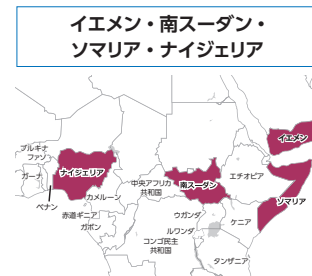 イエメン・南スーダン・
ソマリア・ナイジェリア
イエメン
ブルキナ
ファソ
ナイジェリア
南スーダン
エチオピア
ガーナ
中央アフリカ
共和国
カメルーン
ソマリア
ベナン
赤道ギニア
ウガンダ
ケニア
ガボン
ルワンダ
コンゴ民主
共和国
タンザニア